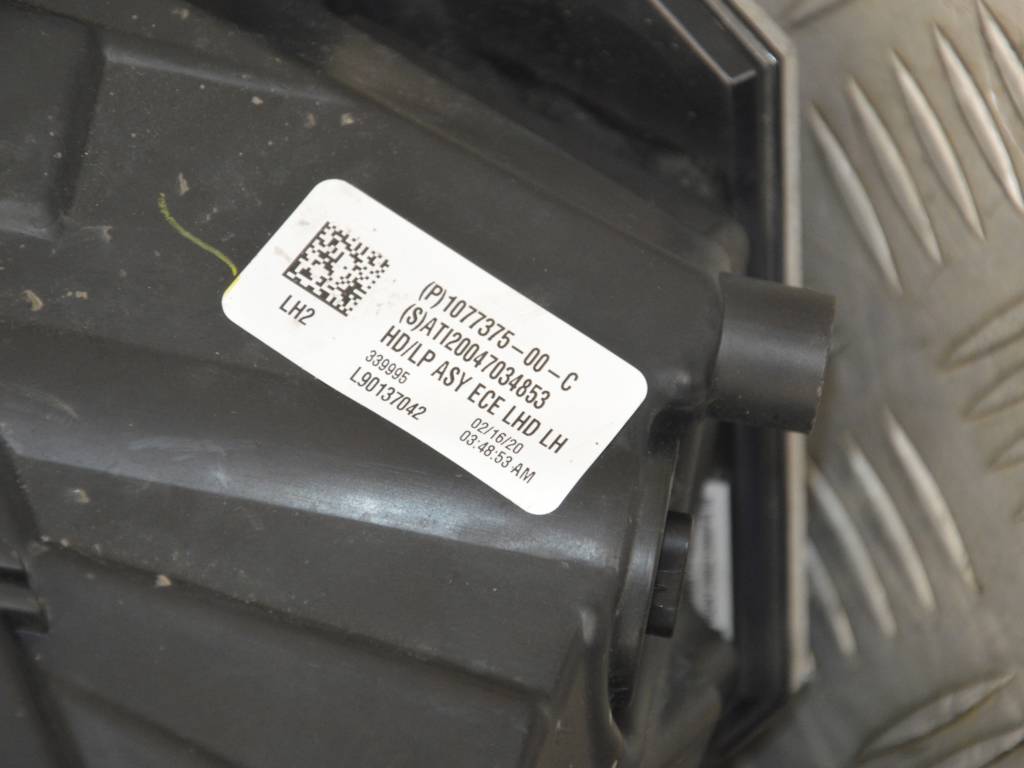 (P)1077375-00-C
(S)ATI20047034853
HD/LP ASY ECE LHD LH
339995 02/16/20
L90137042 03:48:53 AM
LH2